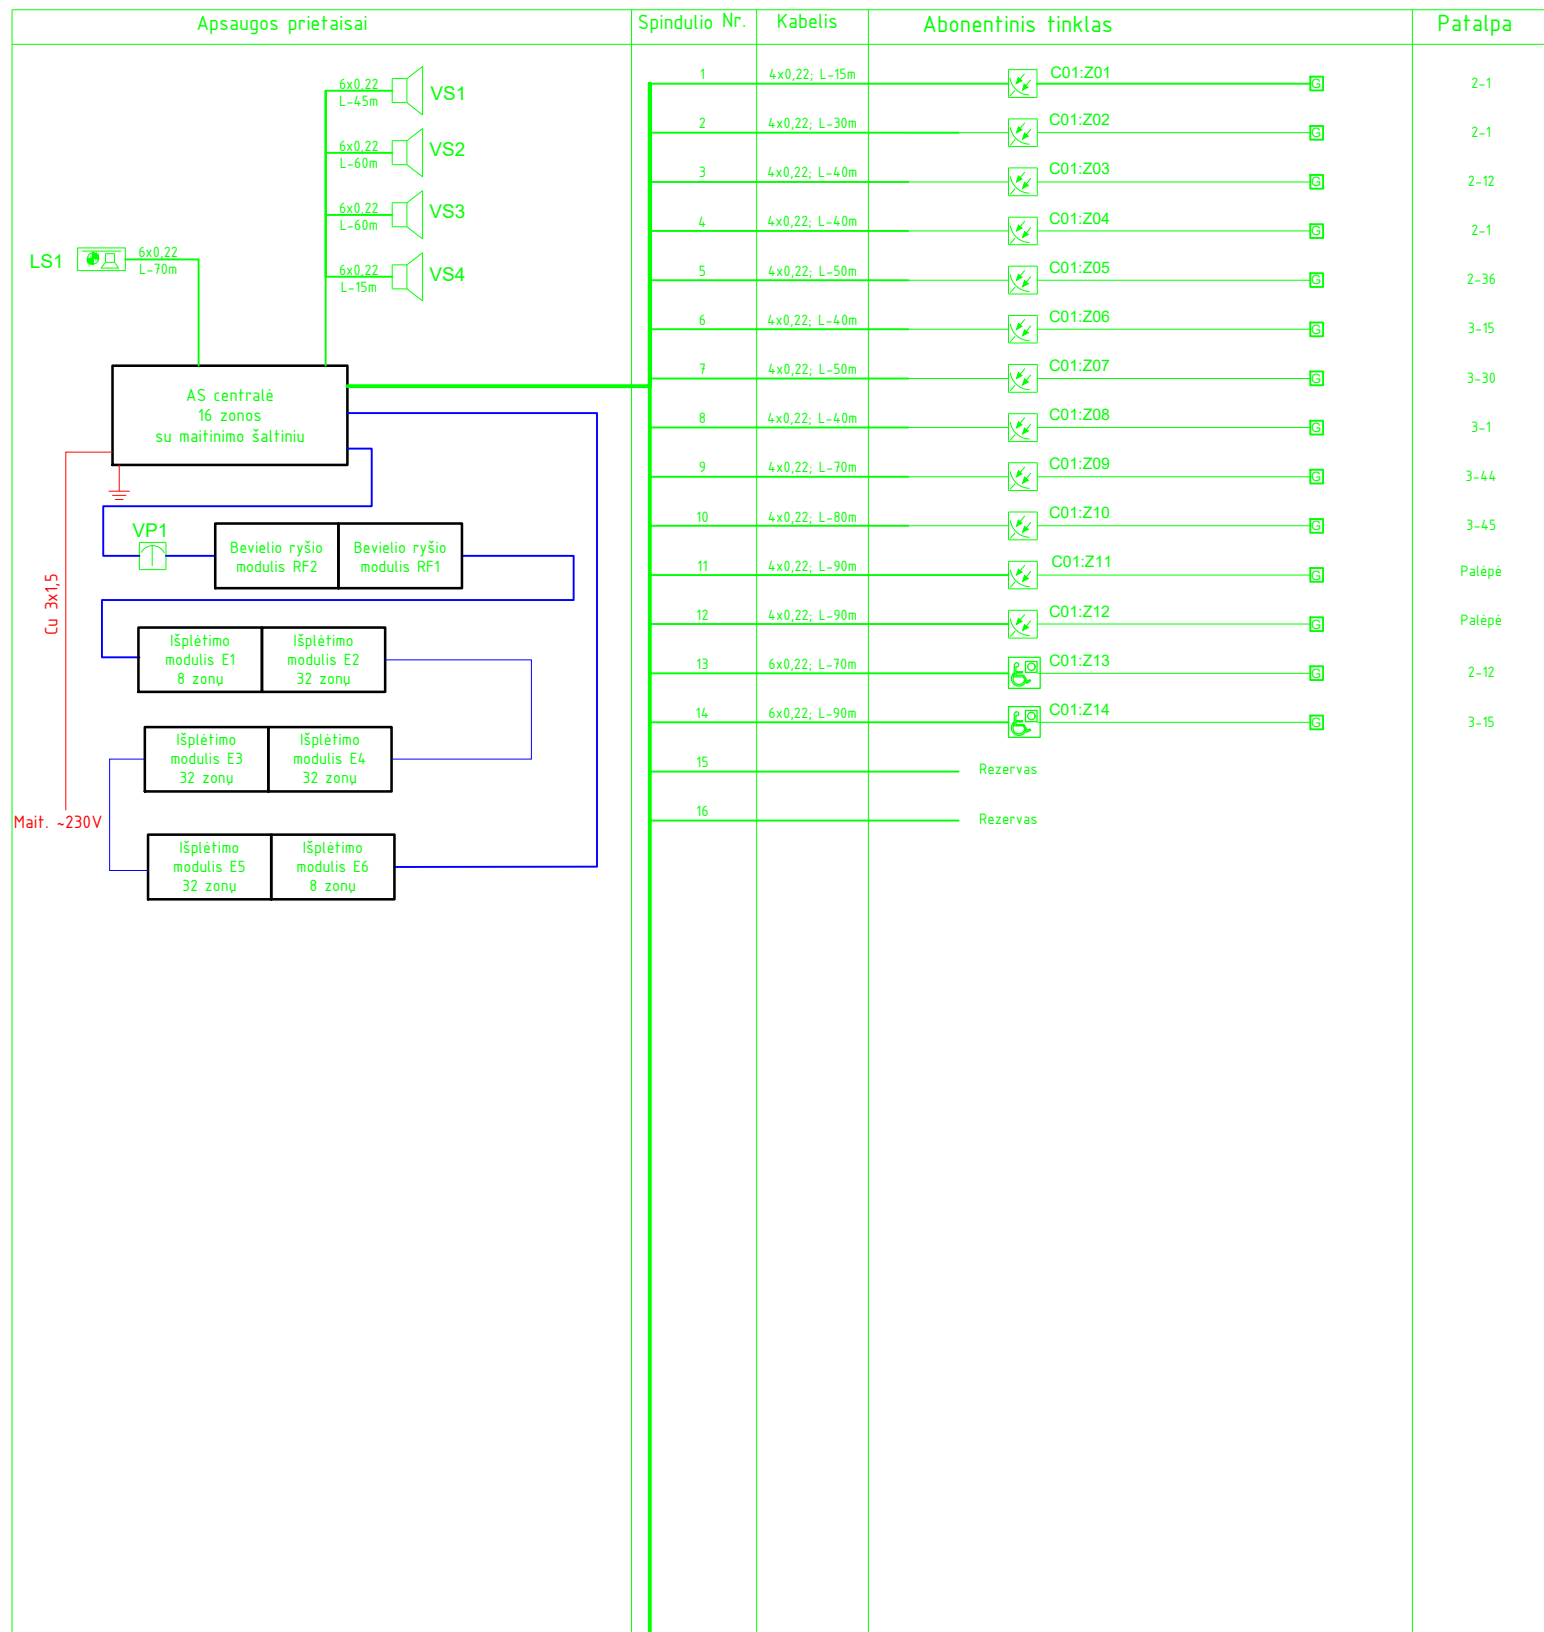 Apsaugos prietaisai
Spindulio Nr.
Kabelis
Abonentinis tinklas
Patalpa
6x0,22
L-45m
VS1
6x0,22
L-60m
VS2
6x0,22
L-60m
VS3
6x0,22
L-15m
VS4
LS1
6x0,22
L-70m
AS centralė
16 zonos
su maitinimo šaltiniu
VP1
Bevielio ryšio
modulis RF2
Bevielio ryšio
modulis RF1
Cu 3x1,5
Išplėtimo
modulis E1
8 zonų
Išplėtimo
modulis E2
32 zonų
Išplėtimo
modulis E3
32 zonų
Išplėtimo
modulis E4
32 zonų
Mait. ~230V
Išplėtimo
modulis E5
32 zonų
Išplėtimo
modulis E6
8 zonų
1 4x0,22; L-15m C01:Z01 G 2-1
2 4x0,22; L-30m C01:Z02 G 2-1
3 4x0,22; L-40m C01:Z03 G 2-12
4 4x0,22; L-40m C01:Z04 G 2-1
5 4x0,22; L-50m C01:Z05 G 2-36
6 4x0,22; L-40m C01:Z06 G 3-15
7 4x0,22; L-50m C01:Z07 G 3-30
8 4x0,22; L-40m C01:Z08 G 3-1
9 4x0,22; L-70m C01:Z09 G 3-44
10 4x0,22; L-80m C01:Z10 G 3-45
11 4x0,22; L-90m C01:Z11 G Palėpė
12 4x0,22; L-90m C01:Z12 G Palėpė
13 6x0,22; L-70m C01:Z13 G 2-12
14 6x0,22; L-90m C01:Z14 G 3-15
15 Rezervas
16 Rezervas